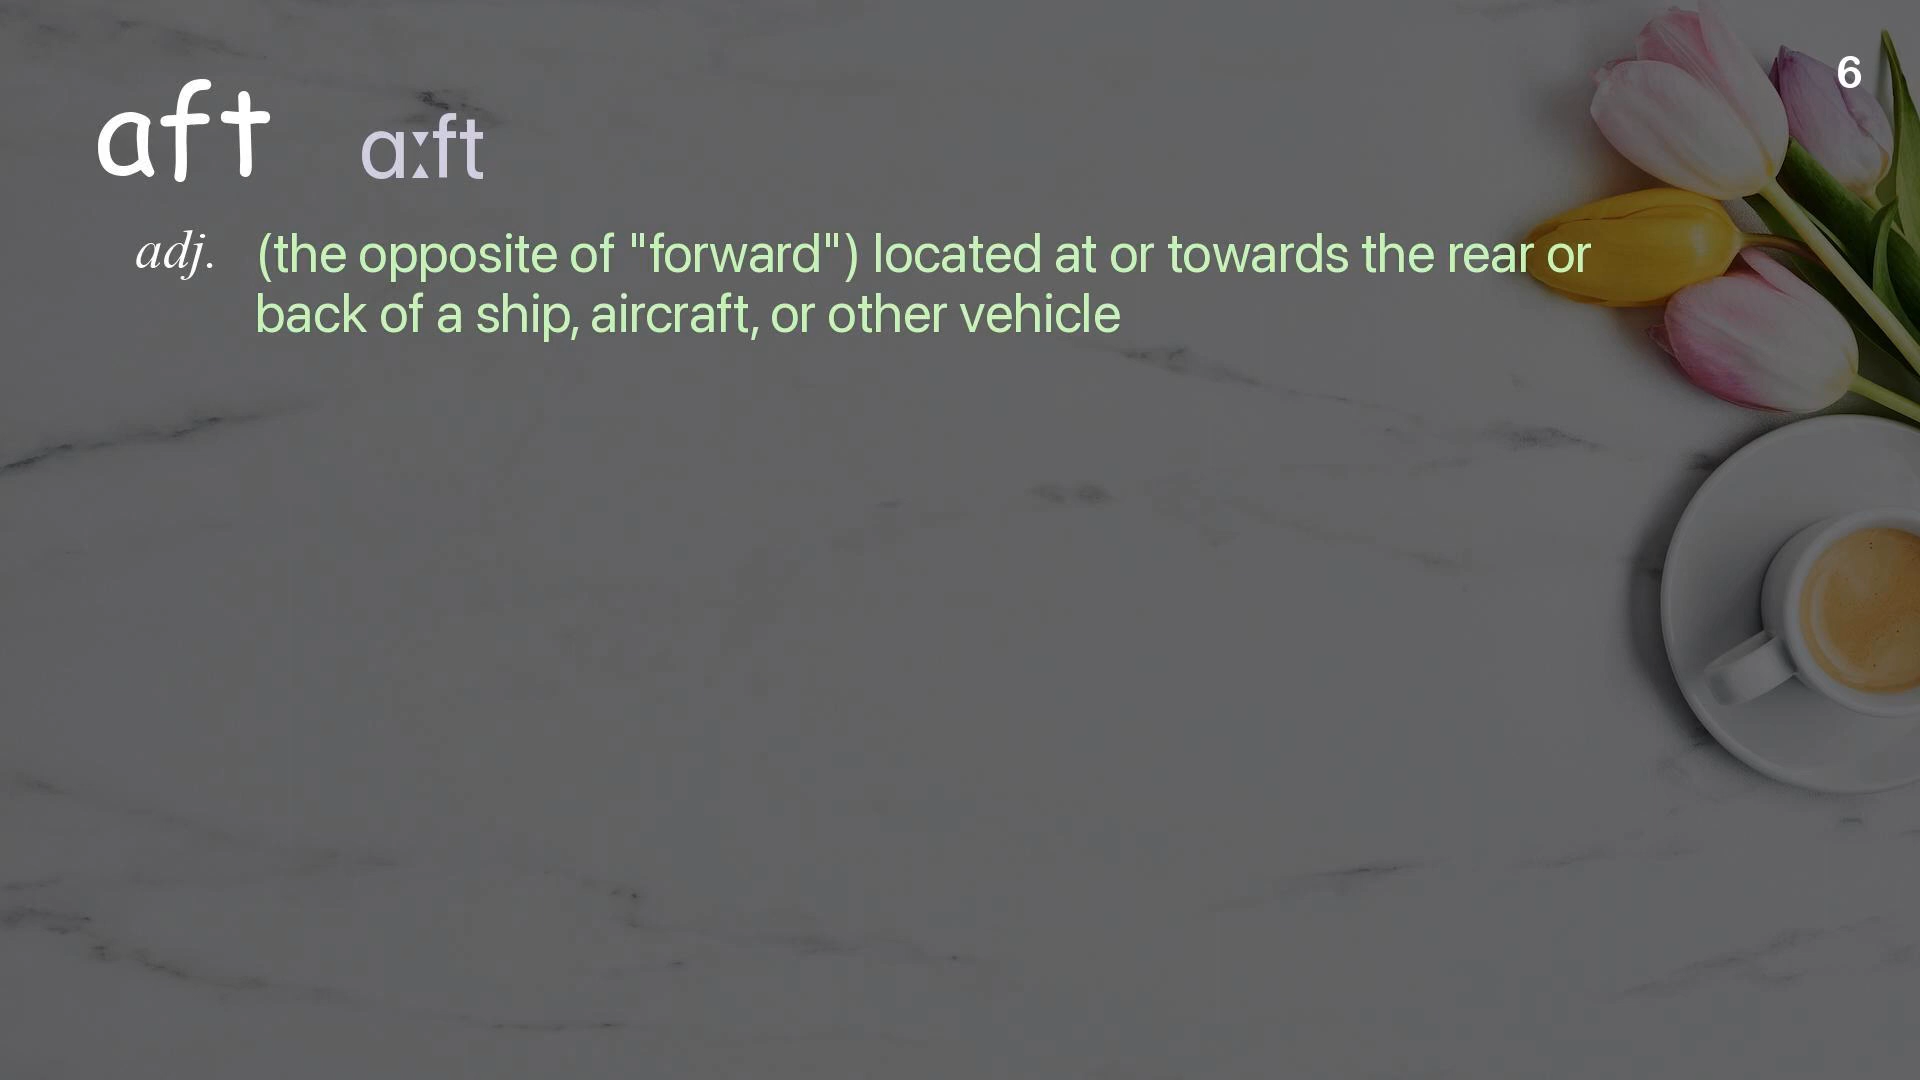 6
aft aːft
adj. (the opposite of "forward") located at or towards the rear or
back of a ship, aircraft, or other vehicle